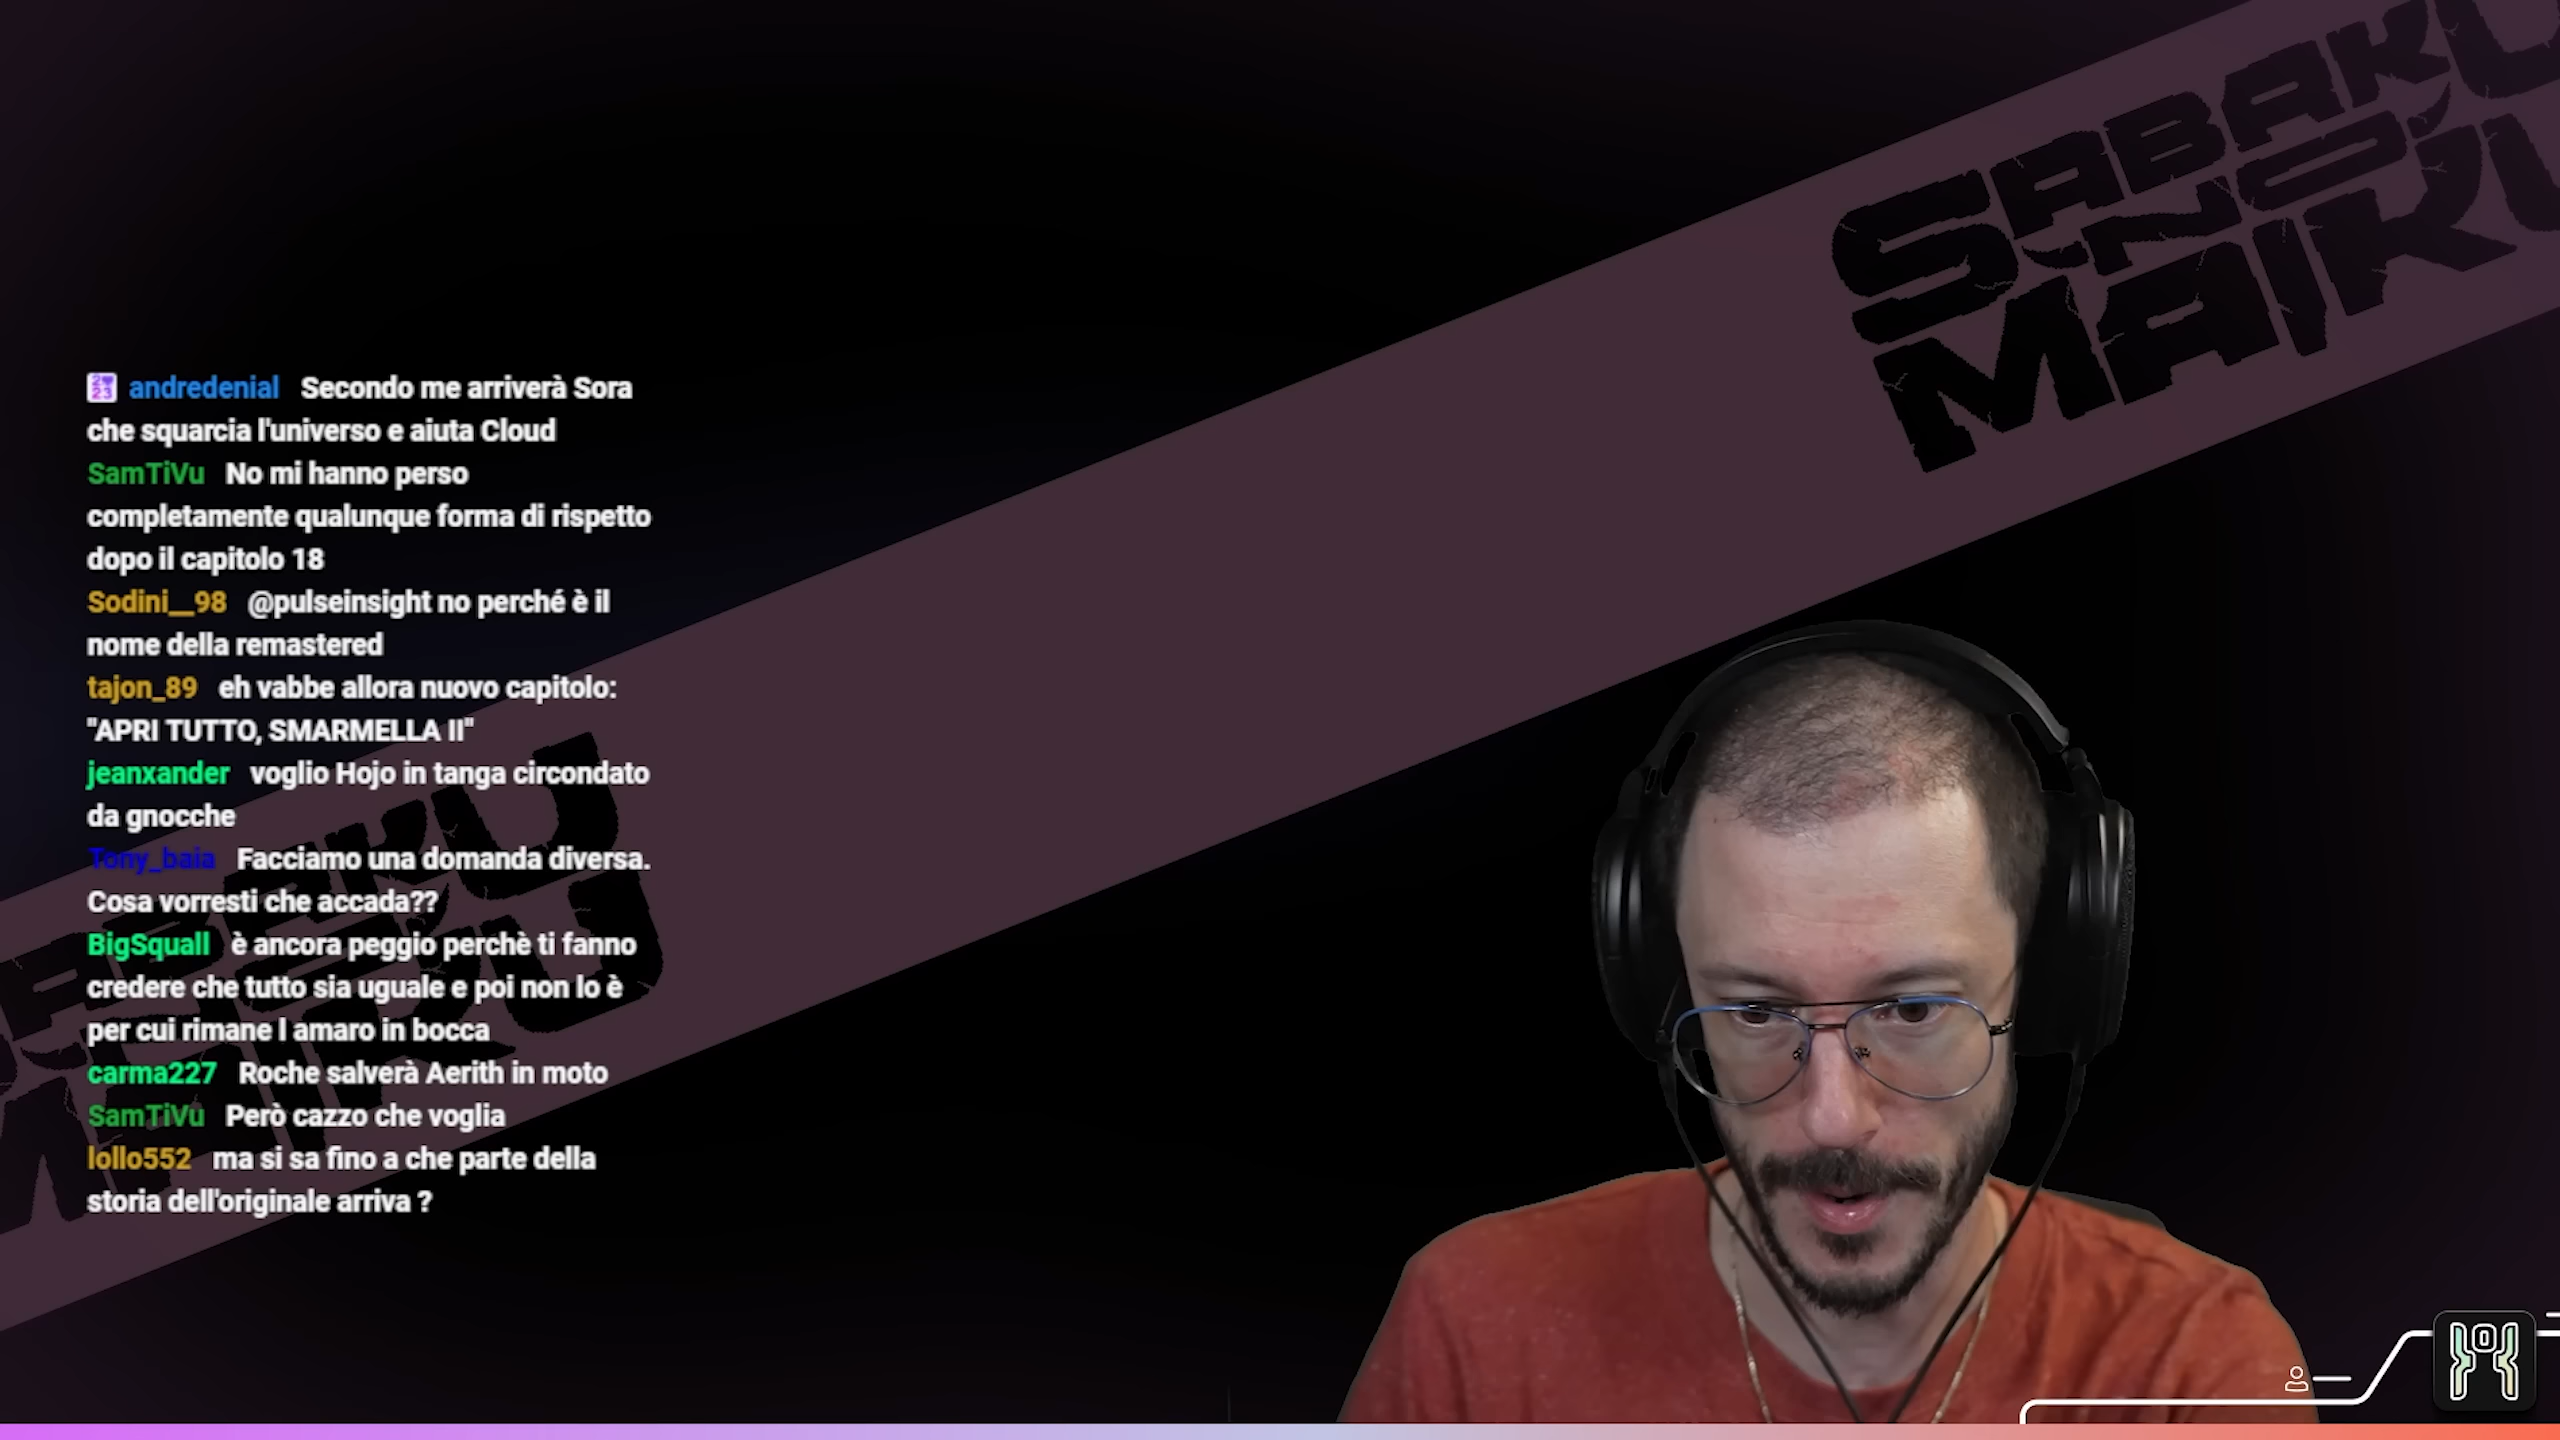 SABAKU
NO
MAIKU
andredenial Secondo me arriverà Sora
che squarcia l'universo e aiuta Cloud
SamTiVu No mi hanno perso
completamente qualunque forma di rispetto
dopo il capitolo 18
Sodini__98 @pulseinsight no perché è il
nome della remastered
tajon_89 eh vabbe allora nuovo capitolo:
"APRI TUTTO, SMARMELLA II"
jeanxander voglio Hojo in tanga circondato
da gnocche
Tony_baia Facciamo una domanda diversa.
Cosa vorresti che accada??
BigSquall è ancora peggio perchè ti fanno
credere che tutto sia uguale e poi non lo è
per cui rimane l amaro in bocca
carma227 Roche salverà Aerith in moto
SamTiVu Però cazzo che voglia
lollo552 ma si sa fino a che parte della
storia dell'originale arriva ?